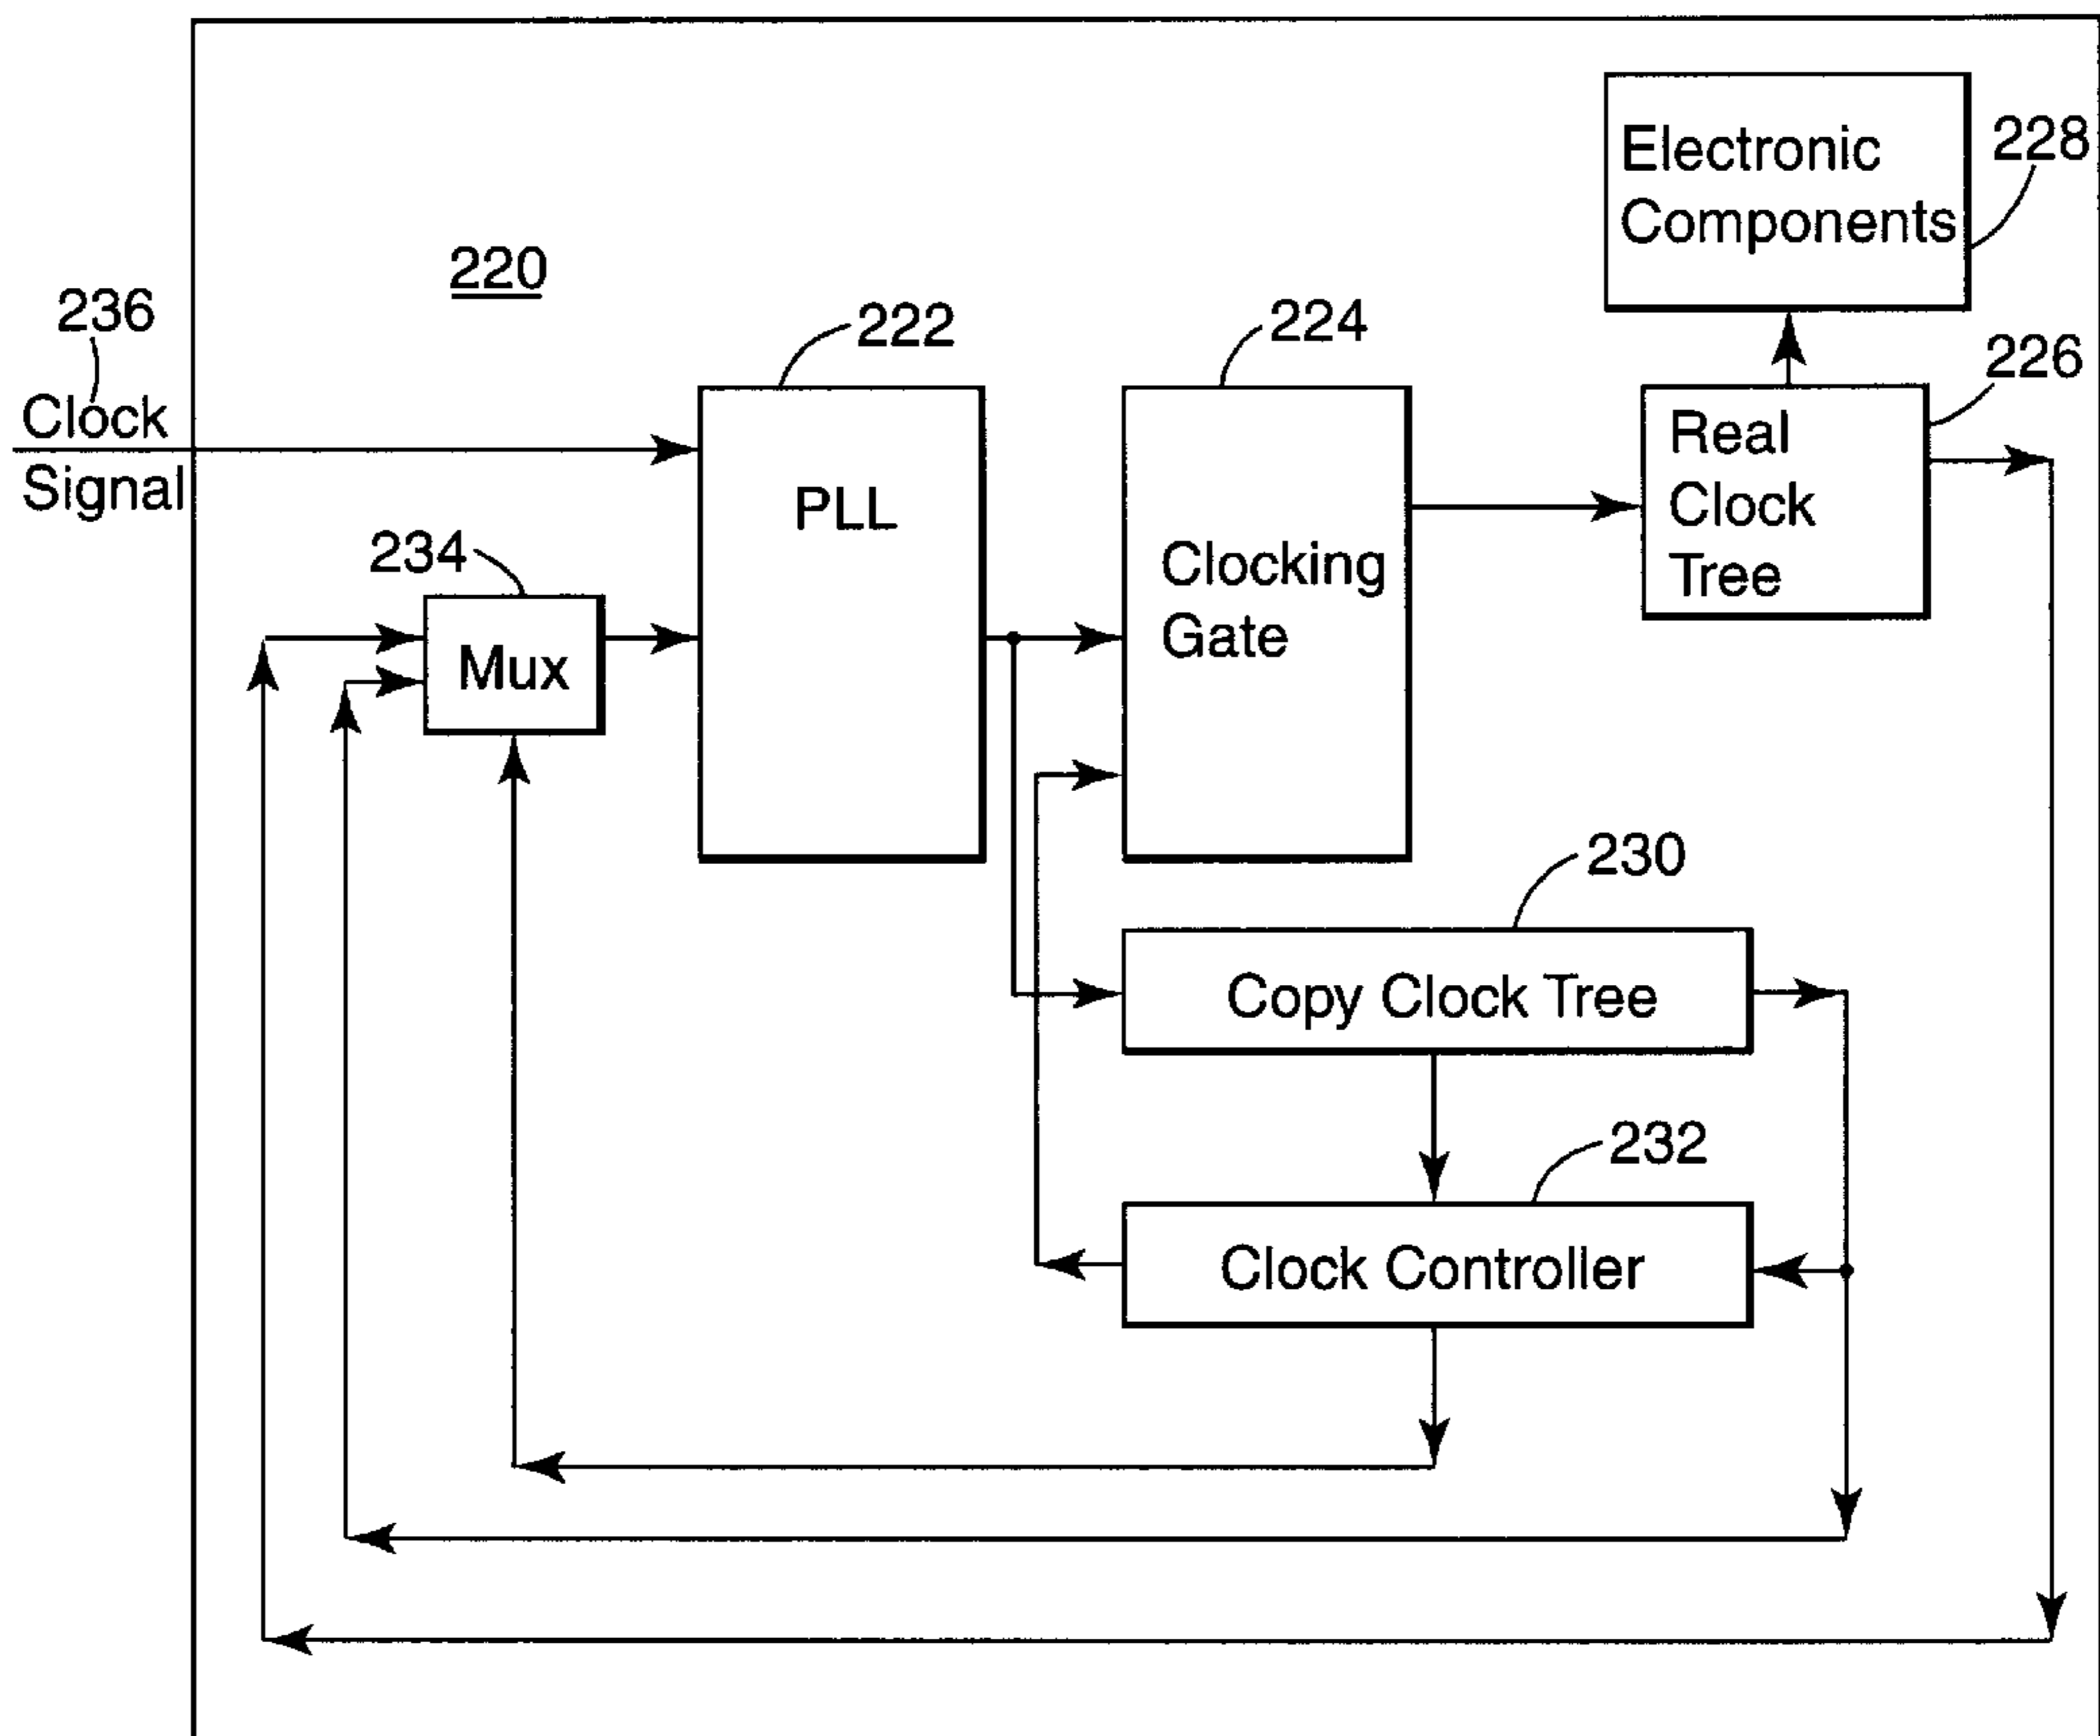 Electronic
Components
228
220
236
222
224
226
Clock
Signal
Real
Clock
Tree
PLL
234
Clocking
Gate
Mux
230
Copy Clock Tree
232
Clock Controller